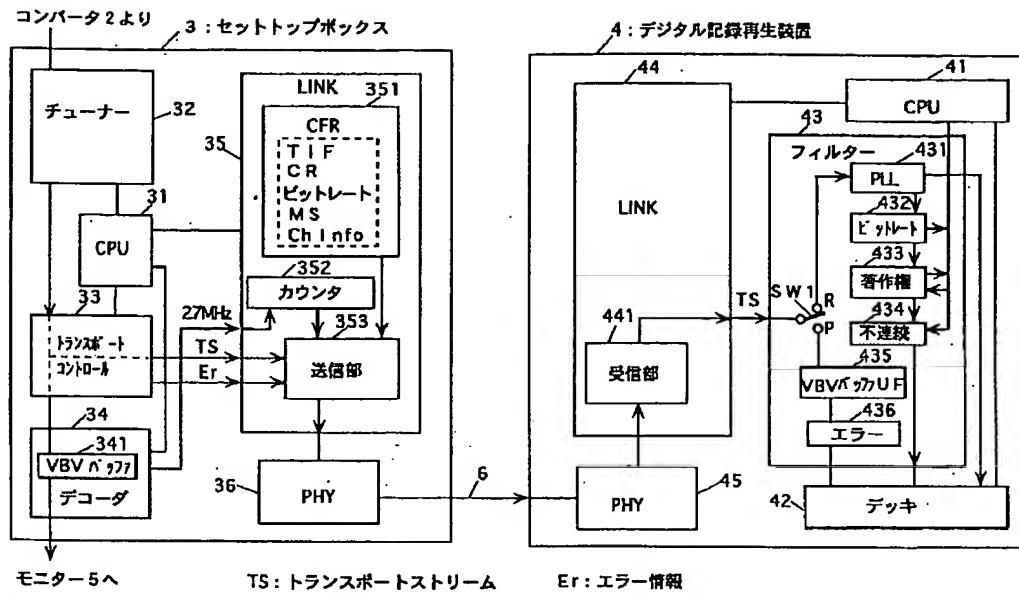 コンバータ2より
3:セットトップボックス
チューナー
32
31
CPU
33
トランスポート
コントロール
34
341
VBVバッファ
デコーダ
モニター5へ
27MHz
TS
Er
35
LINK
351
CFR
TIF
CR
ビットレート
MS
ChInfo
352
カウンタ
353
送信部
36
PHY
6
4:デジタル記録再生装置
44
LINK
441
受信部
45
PHY
TS
SW1
R
P
41
CPU
43
フィルター
431
PLL
432
ビットレート
433
著作権
434
不連続
435
VBVバッファUF
436
エラー
42
デッキ
TS:トランスポートストリーム
Er:エラー情報